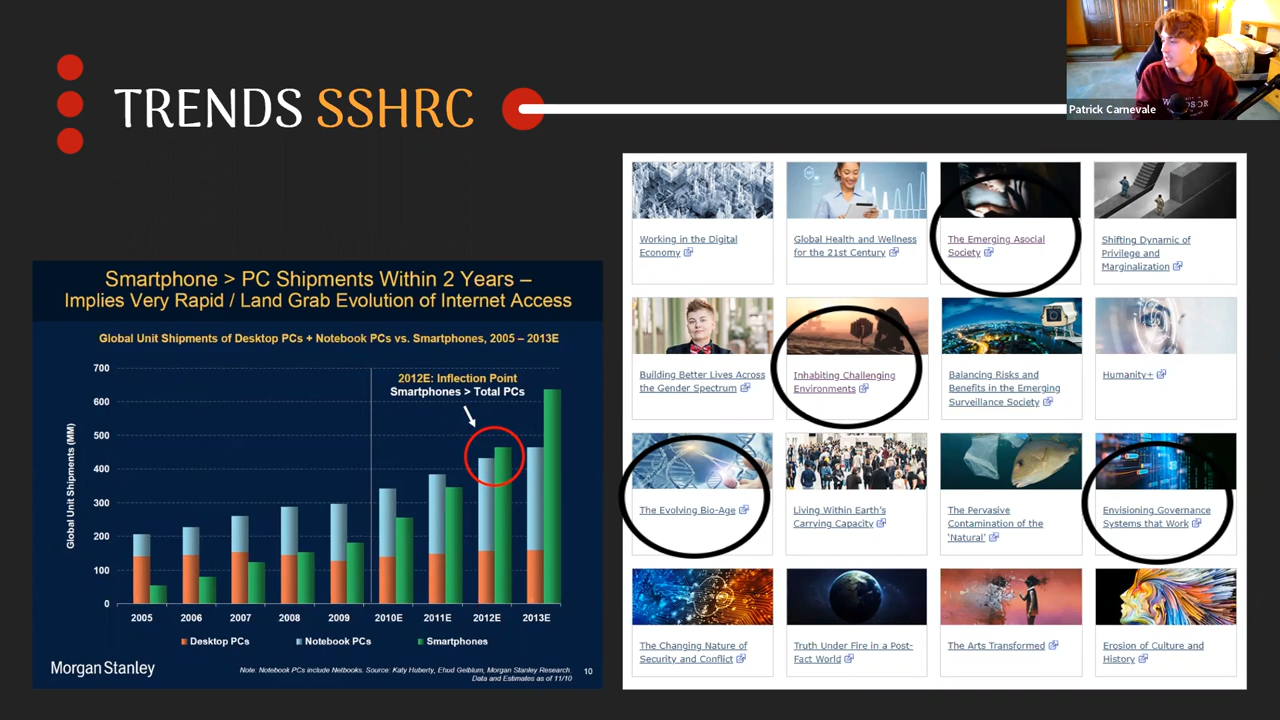 TRENDS SSHRC
Patrick Carnevale
Smartphone > PC Shipments Within 2 Years –
Implies Very Rapid / Land Grab Evolution of Internet Access
Global Unit Shipments of Desktop PCs + Notebook PCs vs. Smartphones, 2005 – 2013E
Global Unit Shipments (MM)
700
600
500
400
300
200
100
0
2012E: Inflection Point
Smartphones > Total PCs
2005 2006 2007 2008 2009 2010E 2011E 2012E 2013E
Desktop PCs Notebook PCs Smartphones
Morgan Stanley
Note: Notebook PCs include Netbooks. Source: Katy Huberty, Ehud Gelblum, Morgan Stanley Research.
Data and Estimates as of 11/10
10
Working in the Digital
Economy
Global Health and Wellness
for the 21st Century
The Emerging Asocial
Society
Shifting Dynamic of
Privilege and
Marginalization
Building Better Lives Across
the Gender Spectrum
Inhabiting Challenging
Environments
Balancing Risks and
Benefits in the Emerging
Surveillance Society
Humanity+
The Evolving Bio-Age
Living Within Earth's
Carrying Capacity
The Pervasive
Contamination of the
'Natural'
Envisioning Governance
Systems that Work
The Changing Nature of
Security and Conflict
Truth Under Fire in a Post-
Fact World
The Arts Transformed
Erosion of Culture and
History